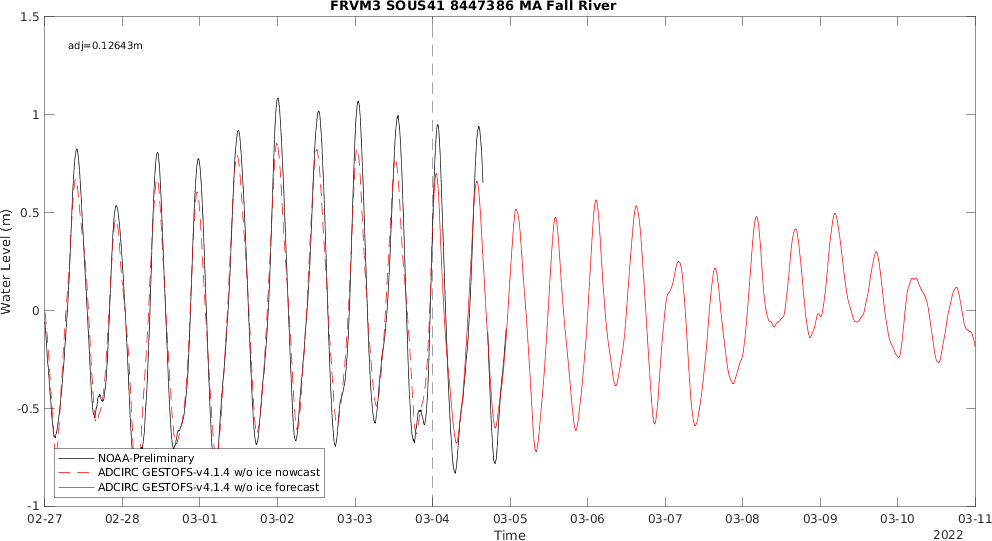 FRVM3 SOUS41 8447386 MA Fall River
adj=0.12643m
1.5
1
0.5
0
-0.5
-1
Water Level (m)
NOAA-Preliminary
ADCIRC GESTOFS-v4.1.4 w/o ice nowcast
ADCIRC GESTOFS-v4.1.4 w/o ice forecast
02-27 02-28 03-01 03-02 03-03 03-04 03-05 03-06 03-07 03-08 03-09 03-10 03-11
Time
2022